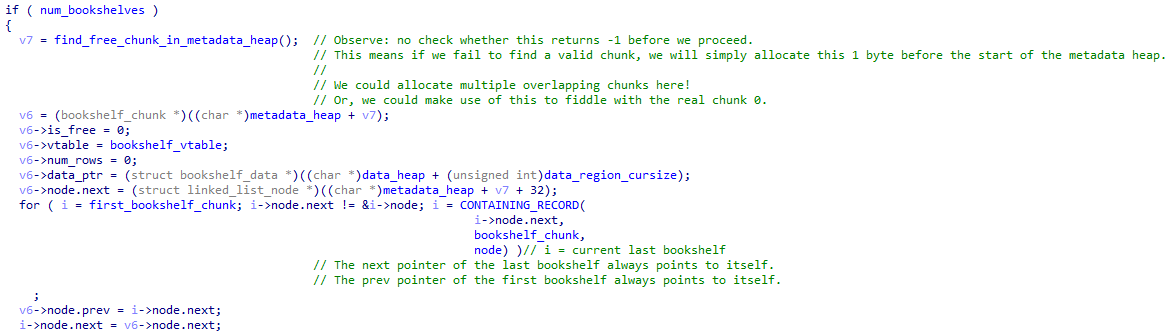 if ( num_bookshelves )
{
v7 = find_free_chunk_in_metadata_heap(); // Observe: no check whether this returns -1 before we proceed.
// This means if we fail to find a valid chunk, we will simply allocate this 1 byte before the start of the metadata heap.
//
// We could allocate multiple overlapping chunks here!
// Or, we could make use of this to fiddle with the real chunk 0.
v6 = (bookshelf_chunk *)((char *)metadata_heap + v7);
v6->is_free = 0;
v6->vtable = bookshelf_vtable;
v6->num_rows = 0;
v6->data_ptr = (struct bookshelf_data *)((char *)data_heap + (unsigned int)data_region_cursize);
v6->node.next = (struct linked_list_node *)((char *)metadata_heap + v7 + 32);
for ( i = first_bookshelf_chunk; i->node.next != &i->node; i = CONTAINING_RECORD(
i->node.next,
bookshelf_chunk,
node) )// i = current last bookshelf
// The next pointer of the last bookshelf always points to itself.
// The prev pointer of the first bookshelf always points to itself.
;
v6->node.prev = i->node.next;
i->node.next = v6->node.next;